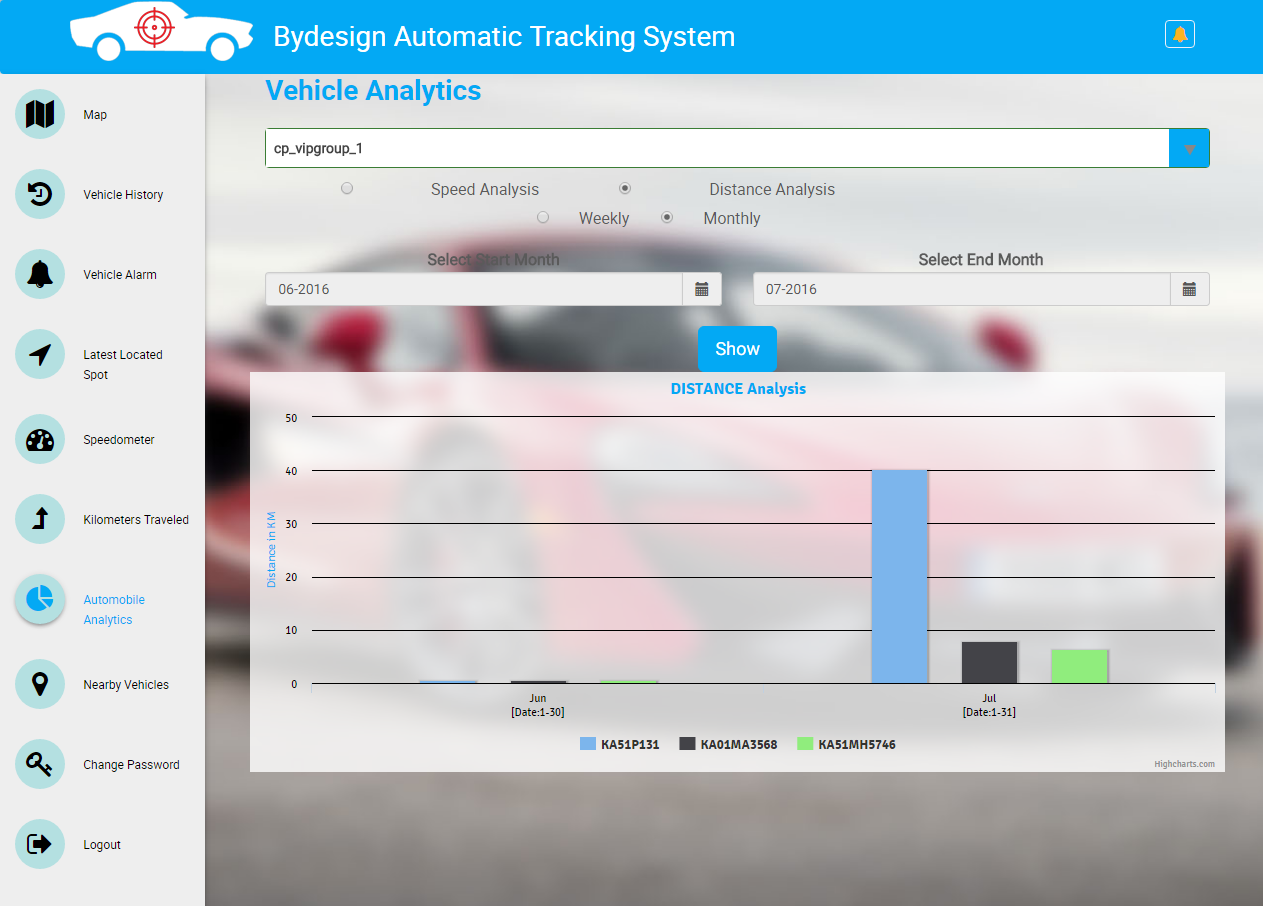 Bydesign Automatic Tracking System
Vehicle Analytics
Map
Vehicle History
Vehicle Alarm
Latest Located
Spot
Speedometer
Kilometers Traveled
Automobile
Analytics
Nearby Vehicles
Change Password
Logout
cp_vipgroup_1
Speed Analysis Distance Analysis
Weekly Monthly
Select Start Month Select End Month
06-2016 07-2016
Show
DISTANCE Analysis
Distance in KM
50
40
30
20
10
0
Jun Jul
[Date:1-30] [Date:1-31]
KA51P131 KA01MA3568 KA51MH5746
Highcharts.com